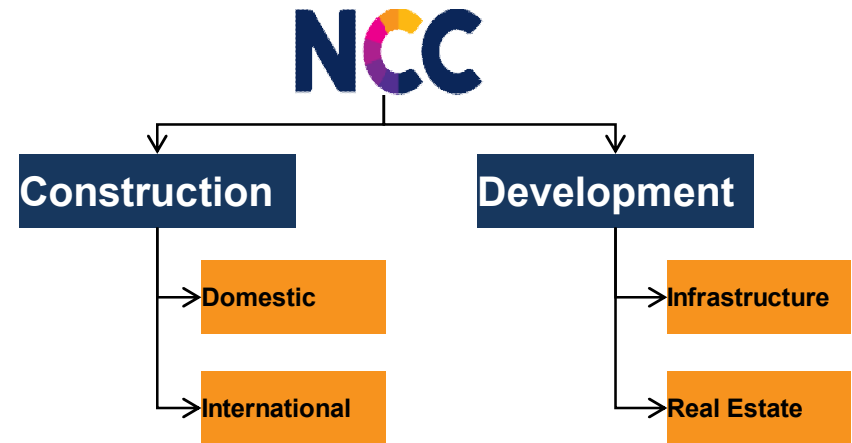 NCC
Construction
Development
Domestic
Infrastructure
International
Real Estate